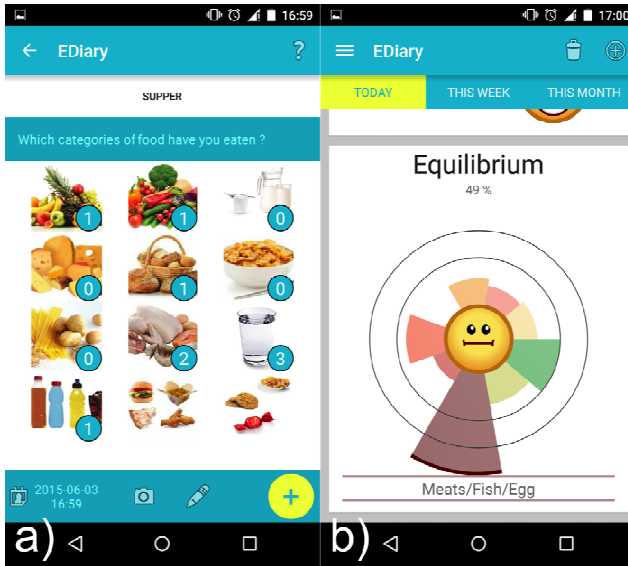 16:59
EDiary
?
SUPPER
Which categories of food have you eaten ?
1
1
0
0
1
0
0
2
3
1
2015-06-03
16:59
+
a)
17:00
EDiary
TODAY
THIS WEEK
THIS MONTH
Equilibrium
49 %
Meats/Fish/Egg
b)